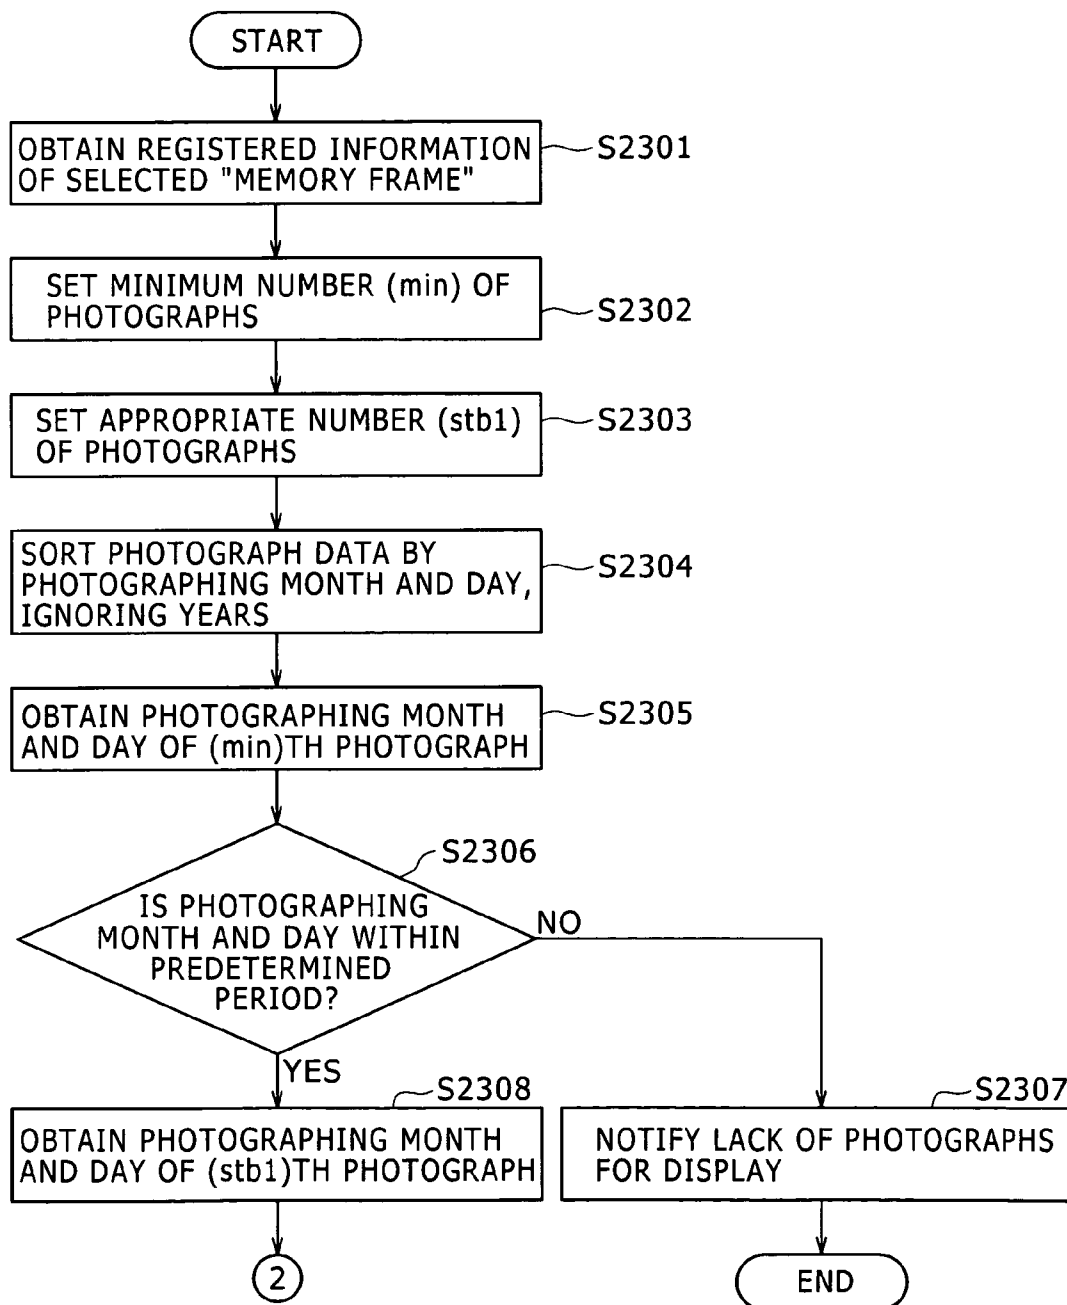 START
OBTAIN REGISTERED INFORMATION
OF SELECTED "MEMORY FRAME"
S2301
SET MINIMUM NUMBER (min) OF
PHOTOGRAPHS
S2302
SET APPROPRIATE NUMBER (stb1)
OF PHOTOGRAPHS
S2303
SORT PHOTOGRAPH DATA BY
PHOTOGRAPHING MONTH AND DAY,
IGNORING YEARS
S2304
OBTAIN PHOTOGRAPHING MONTH
AND DAY OF (min)TH PHOTOGRAPH
S2305
S2306
IS PHOTOGRAPHING
MONTH AND DAY WITHIN
PREDETERMINED
PERIOD?
NO
YES
S2308
OBTAIN PHOTOGRAPHING MONTH
AND DAY OF (stb1)TH PHOTOGRAPH
2
S2307
NOTIFY LACK OF PHOTOGRAPHS
FOR DISPLAY
END